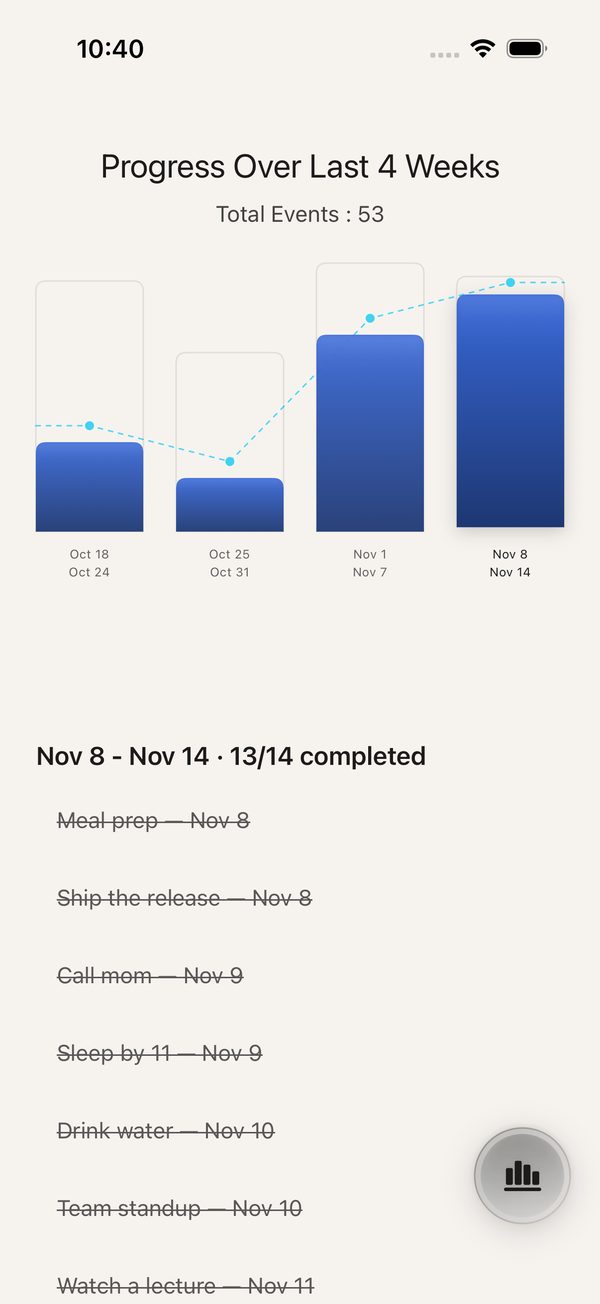 10:40
Progress Over Last 4 Weeks
Total Events : 53
Oct 18
Oct 24
Oct 25
Oct 31
Nov 1
Nov 7
Nov 8
Nov 14
Nov 8 - Nov 14 · 13/14 completed
Meal prep — Nov 8
Ship the release — Nov 8
Call mom — Nov 9
Sleep by 11 — Nov 9
Drink water — Nov 10
Team standup — Nov 10
Watch a lecture — Nov 11